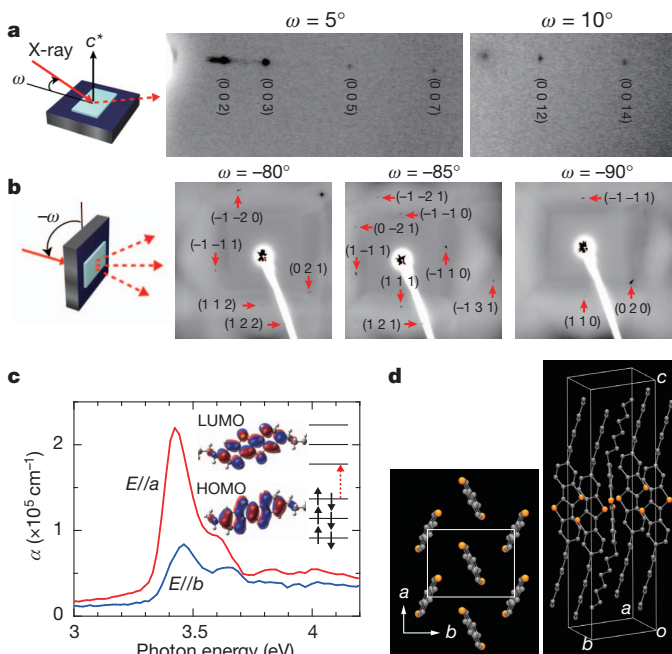 a
X-ray
c*
ω
ω = 5°
(0 0 2)
(0 0 3)
(0 0 5)
(0 0 7)
ω = 10°
(0 0 12)
(0 0 14)
b
−ω
ω = −80°
(-1 -2 0)
(-1 -1 1)
(0 2 1)
(1 1 2)
(1 2 2)
ω = −85°
(-1 -2 1)
(-1 -1 0)
(0 -2 1)
(1 -1 1)
(-1 1 0)
(1 1 1)
(-1 3 1)
(1 2 1)
ω = −90°
(-1 -1 1)
(1 1 0)
(0 2 0)
c
α (×10⁵ cm⁻¹)
2
1
0
3
3.5
4
Photon energy (eV)
E//a
E//b
LUMO
HOMO
d
a
b
c
a
b
o